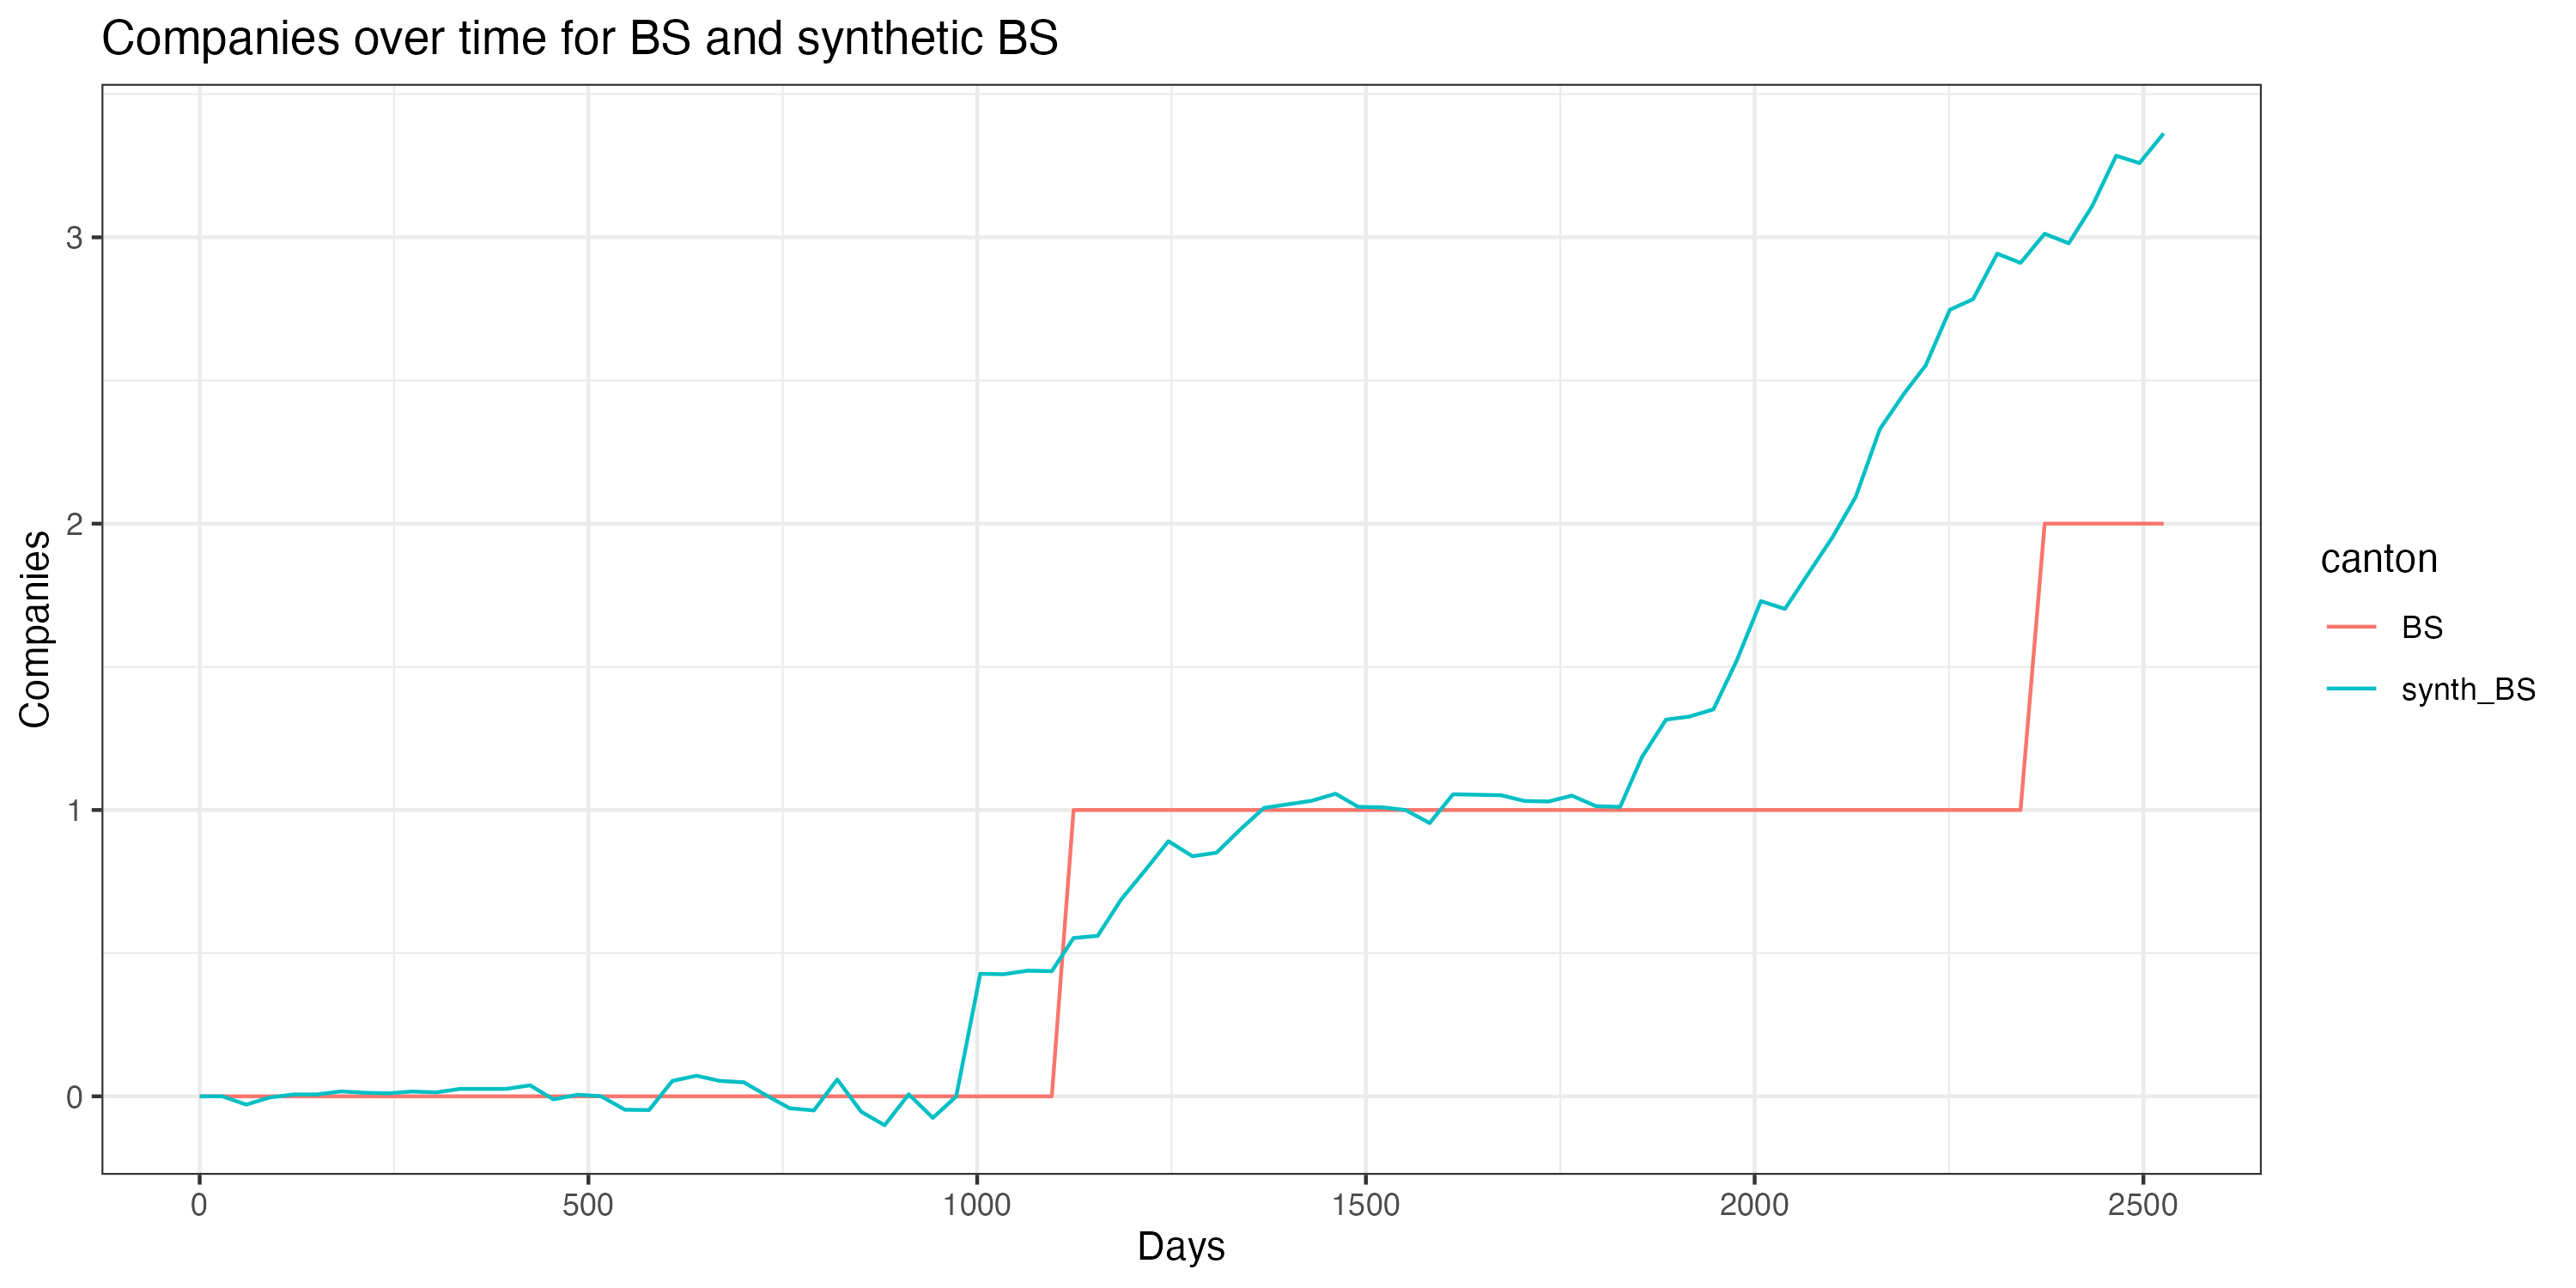 Companies over time for BS and synthetic BS
Companies
3
2
1
0
0 500 1000 1500 2000 2500
Days
canton
BS
synth_BS